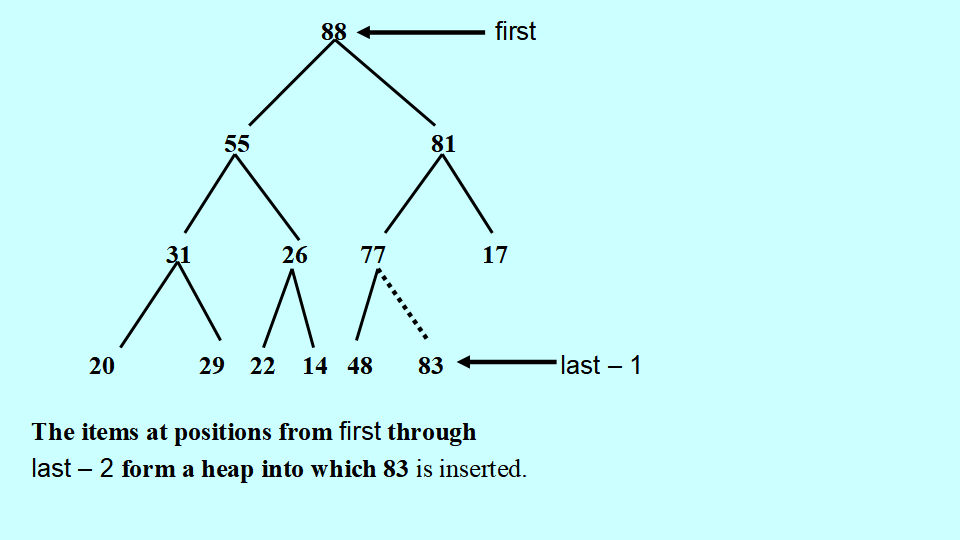 88 first
55 81
31 26 77 17
20 29 22 14 48 83 last – 1
The items at positions from first through
last – 2 form a heap into which 83 is inserted.